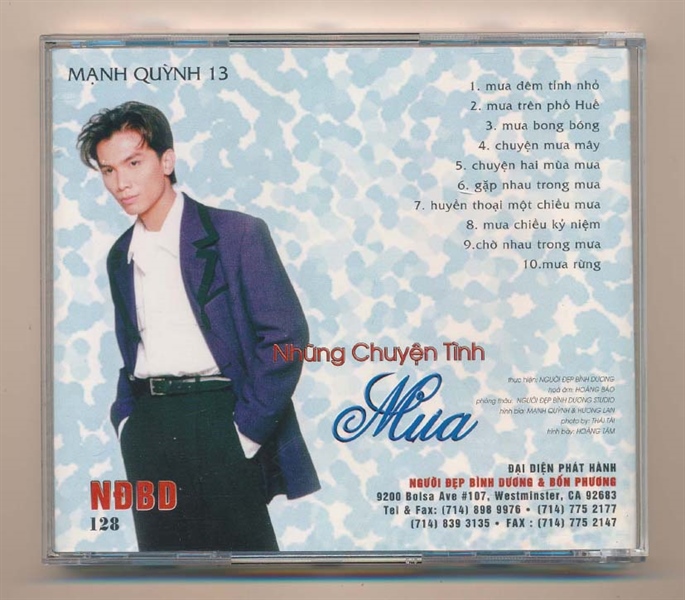 MẠNH QUỲNH 13
1. mưa đêm tỉnh nhỏ
2. mưa trên phố Huế
3. mưa bong bóng
4. chuyện mưa mây
5. chuyện hai mùa mưa
6. gặp nhau trong mưa
7. huyền thoại một chiều mưa
8. mưa chiều kỷ niệm
9.chờ nhau trong mưa
10.mưa rừng
Những Chuyện Tình
Mưa
thực hiện: NGƯỜI ĐẸP BÌNH DƯƠNG
hoà âm: HOÀNG BẢO
phòng thâu: NGƯỜI ĐẸP BÌNH DƯƠNG STUDIO
hình bìa: MẠNH QUỲNH & HƯƠNG LAN
photo by: THÁI TÀI
trình bày: HOÀNG TÂM
NĐBD
128
ĐẠI DIỆN PHÁT HÀNH
NGƯỜI ĐẸP BÌNH DƯƠNG & BỐN PHƯƠNG
9200 Bolsa Ave #107, Westminster, CA 92683
Tel & Fax: (714) 898 9976 • (714) 775 2177
(714) 839 3135 • FAX : (714) 775 2147